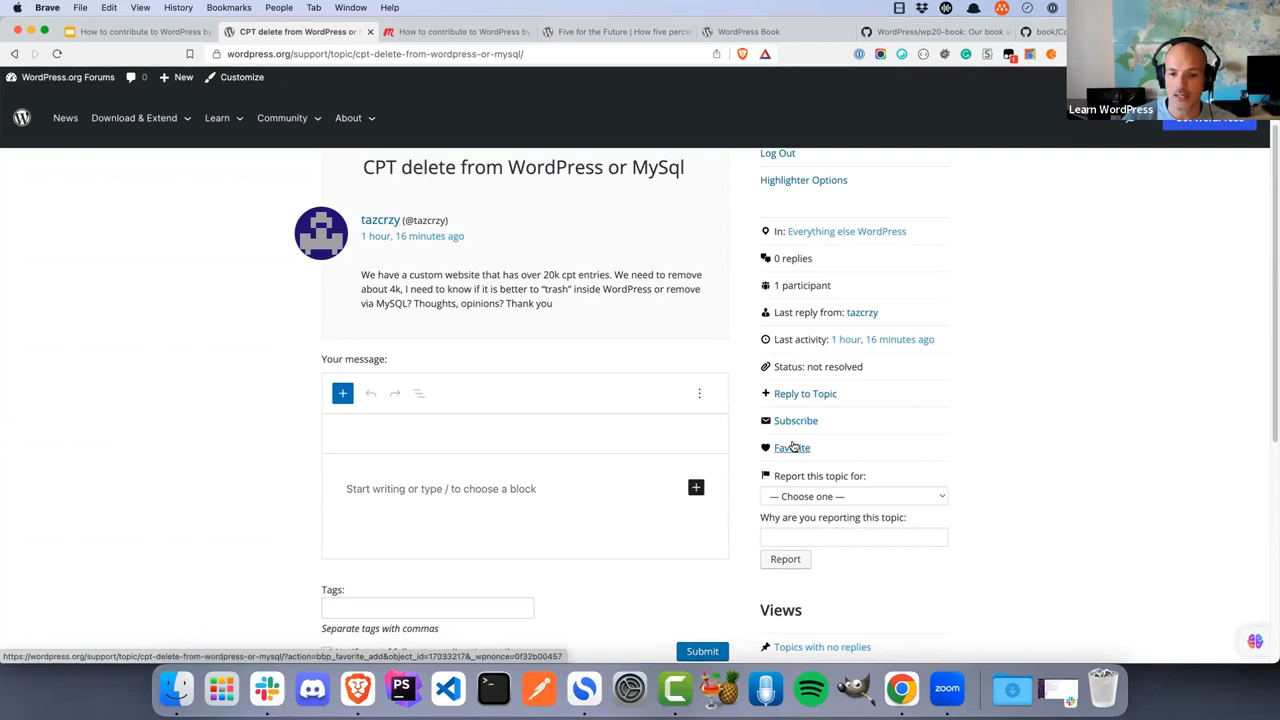 Brave File Edit View History Bookmarks People Tab Window Help
How to contribute to WordPress by
CPT delete from WordPress or
How to contribute to WordPress by
Five for the Future | How five perce
WordPress Book
WordPress/wp20-book: Our book
book/Co
wordpress.org/support/topic/cpt-delete-from-wordpress-or-mysql/
WordPress.org Forums 0 New Customize
Learn WordPress
News Download & Extend Learn Community About
CPT delete from WordPress or MySql
tazcrzy (@tazcrzy)
1 hour, 16 minutes ago
We have a custom website that has over 20k cpt entries. We need to remove
about 4k, I need to know if it is better to “trash” inside WordPress or remove
via MySQL? Thoughts, opinions? Thank you
Your message:
Start writing or type / to choose a block
Tags:
Separate tags with commas
Submit
Log Out
Highlighter Options
In: Everything else WordPress
0 replies
1 participant
Last reply from: tazcrzy
Last activity: 1 hour, 16 minutes ago
Status: not resolved
Reply to Topic
Subscribe
Favorite
Report this topic for:
— Choose one —
Why are you reporting this topic:
Report
Views
Topics with no replies
https://wordpress.org/support/topic/cpt-delete-from-wordpress-or-mysql/?action=bbp_favorite_add&object_id=17033217&_wpnonce=0f32b00457
PS
zoom